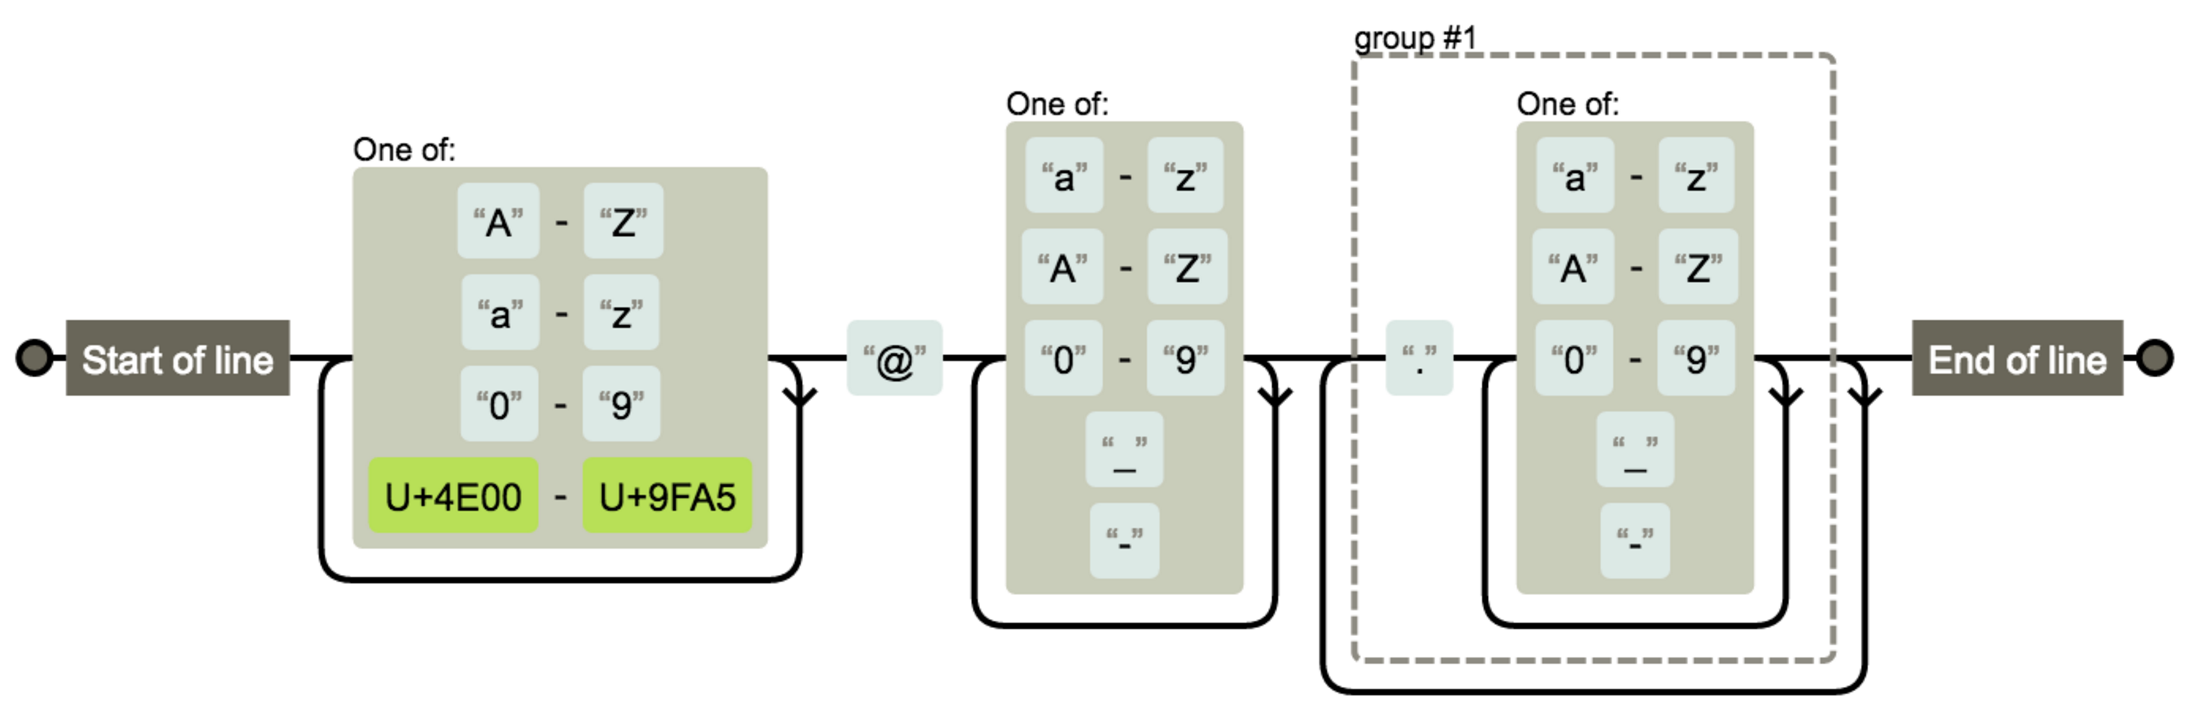 group #1
One of:
One of:
One of:
“a” - “z”
“a” - “z”
“A” - “Z”
“A” - “Z”
“A” - “Z”
“a” - “z”
Start of line
“@”
“0” - “9”
“.”
“0” - “9”
End of line
“0” - “9”
“_”
“_”
U+4E00 - U+9FA5
“-”
“-”